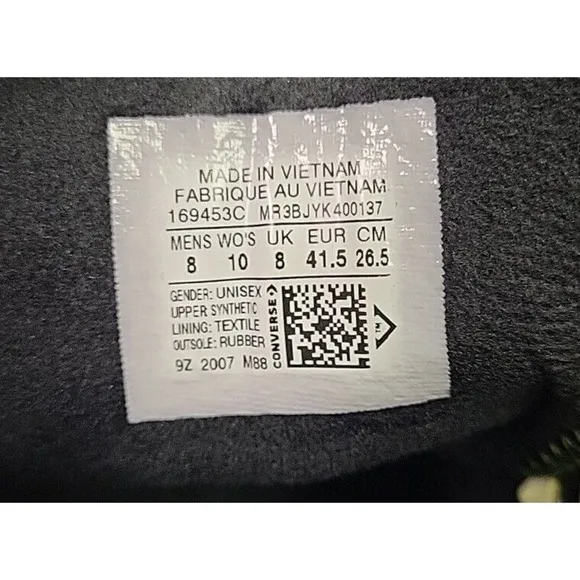 MADE IN VIETNAM
FABRIQUE AU VIETNAM
169453C MR3BJYK400137
MENS WO'S UK EUR CM
8 10 8 41.5 26.5
GENDER: UNISEX
UPPER: SYNTHETIC
LINING: TEXTILE
OUTSOLE: RUBBER
9Z 2007 M88
CONVERSE
TM